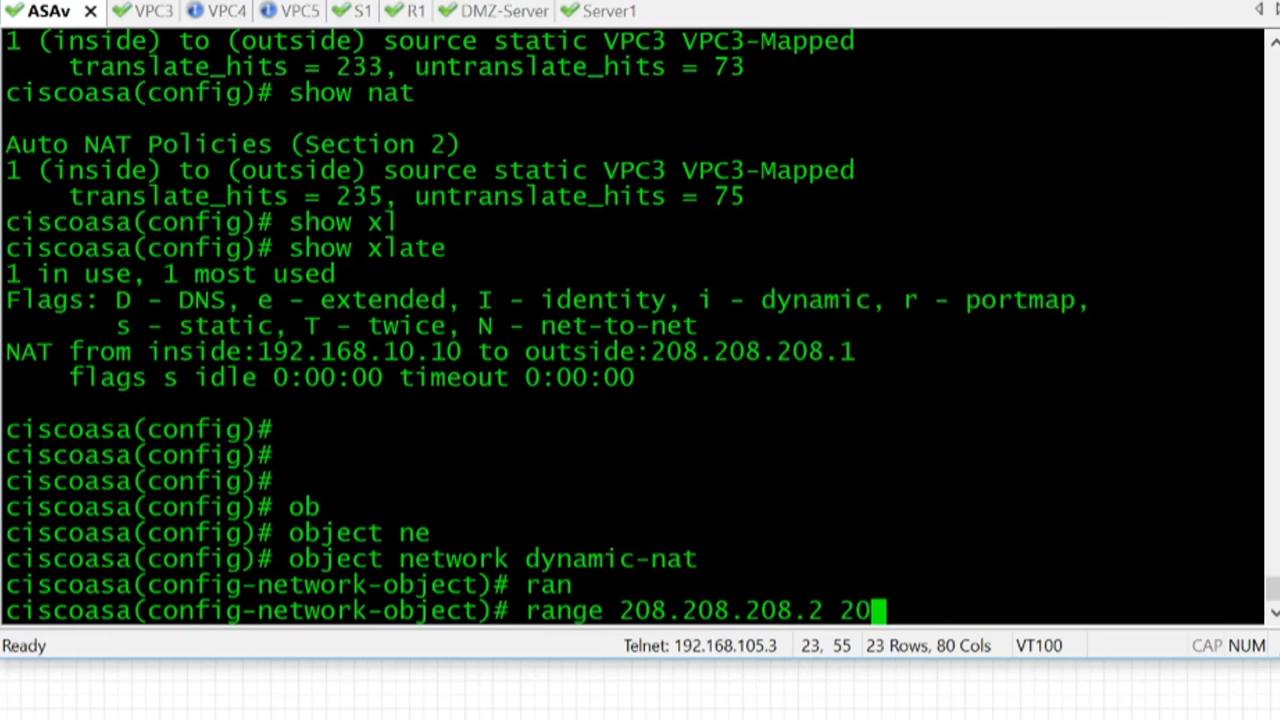 ASAv VPC3 VPC4 VPC5 S1 R1 DMZ-Server Server1
1 (inside) to (outside) source static VPC3 VPC3-Mapped
translate_hits = 233, untranslate_hits = 73
ciscoasa(config)# show nat
Auto NAT Policies (Section 2)
1 (inside) to (outside) source static VPC3 VPC3-Mapped
translate_hits = 235, untranslate_hits = 75
ciscoasa(config)# show xl
ciscoasa(config)# show xlate
1 in use, 1 most used
Flags: D - DNS, e - extended, I - identity, i - dynamic, r - portmap,
s - static, T - twice, N - net-to-net
NAT from inside:192.168.10.10 to outside:208.208.208.1
flags s idle 0:00:00 timeout 0:00:00
ciscoasa(config)#
ciscoasa(config)#
ciscoasa(config)#
ciscoasa(config)# ob
ciscoasa(config)# object ne
ciscoasa(config)# object network dynamic-nat
ciscoasa(config-network-object)# ran
ciscoasa(config-network-object)# range 208.208.208.2 20
Ready Telnet: 192.168.105.3 23, 55 23 Rows, 80 Cols VT100 CAP NUM